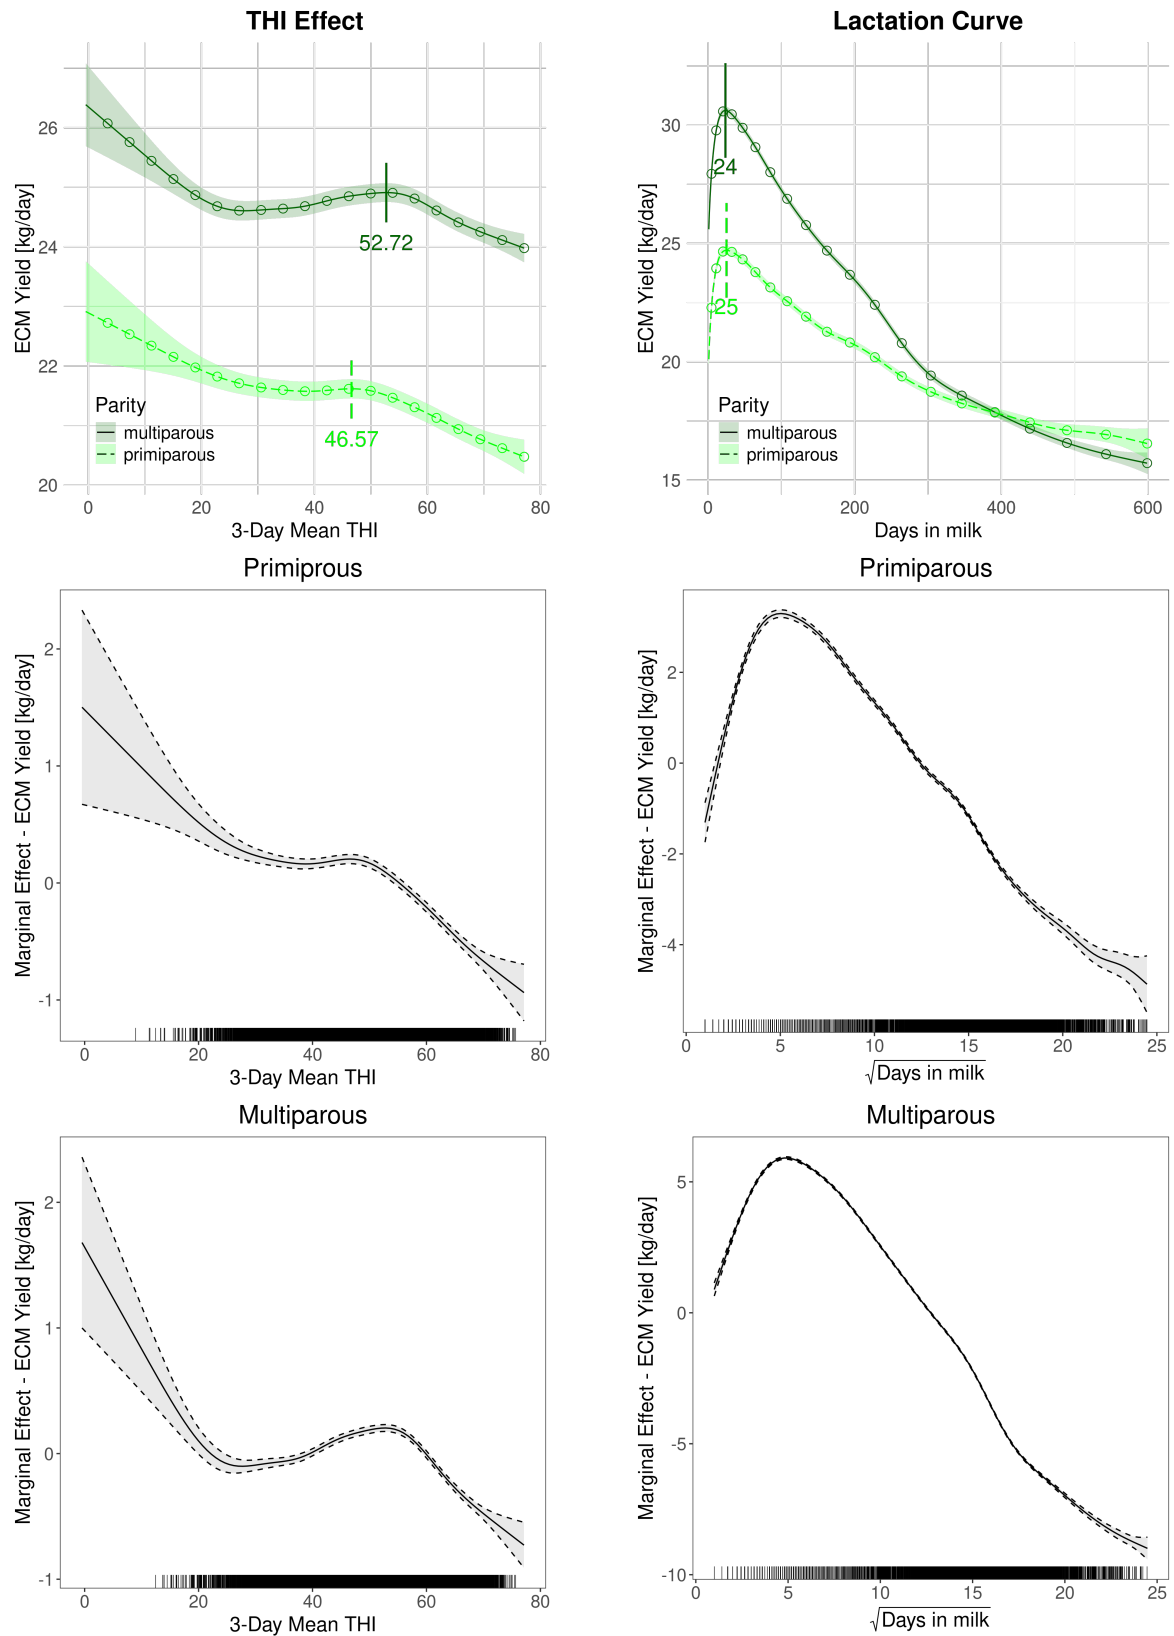 THI Effect
ECM Yield [kg/day]
26
24
22
20
52.72
46.57
Parity
multiparous
primiparous
0 20 40 60 80
3-Day Mean THI
Lactation Curve
ECM Yield [kg/day]
30
25
20
15
24
25
Parity
multiparous
primiparous
0 200 400 600
Days in milk
Primiprous
Marginal Effect - ECM Yield [kg/day]
2
1
0
-1
0 20 40 60 80
3-Day Mean THI
Primiparous
Marginal Effect - ECM Yield [kg/day]
2
0
-2
-4
0 5 10 15 20 25
√Days in milk
Multiparous
Marginal Effect - ECM Yield [kg/day]
2
1
0
-1
0 20 40 60 80
3-Day Mean THI
Multiparous
Marginal Effect - ECM Yield [kg/day]
5
0
-5
-10
0 5 10 15 20 25
√Days in milk